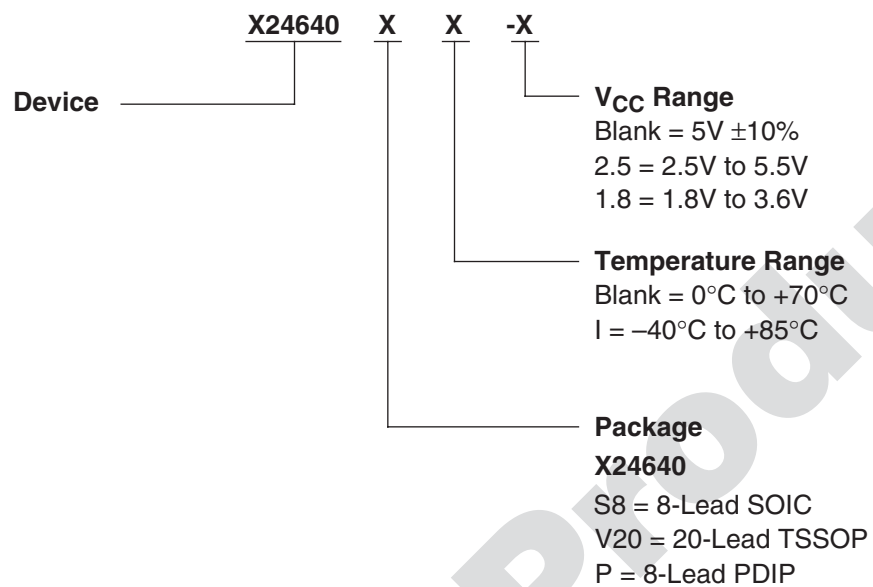 X24640 X X -X
Device
VCC Range
Blank = 5V ±10%
2.5 = 2.5V to 5.5V
1.8 = 1.8V to 3.6V
Temperature Range
Blank = 0°C to +70°C
I = –40°C to +85°C
Package
X24640
S8 = 8-Lead SOIC
V20 = 20-Lead TSSOP
P = 8-Lead PDIP